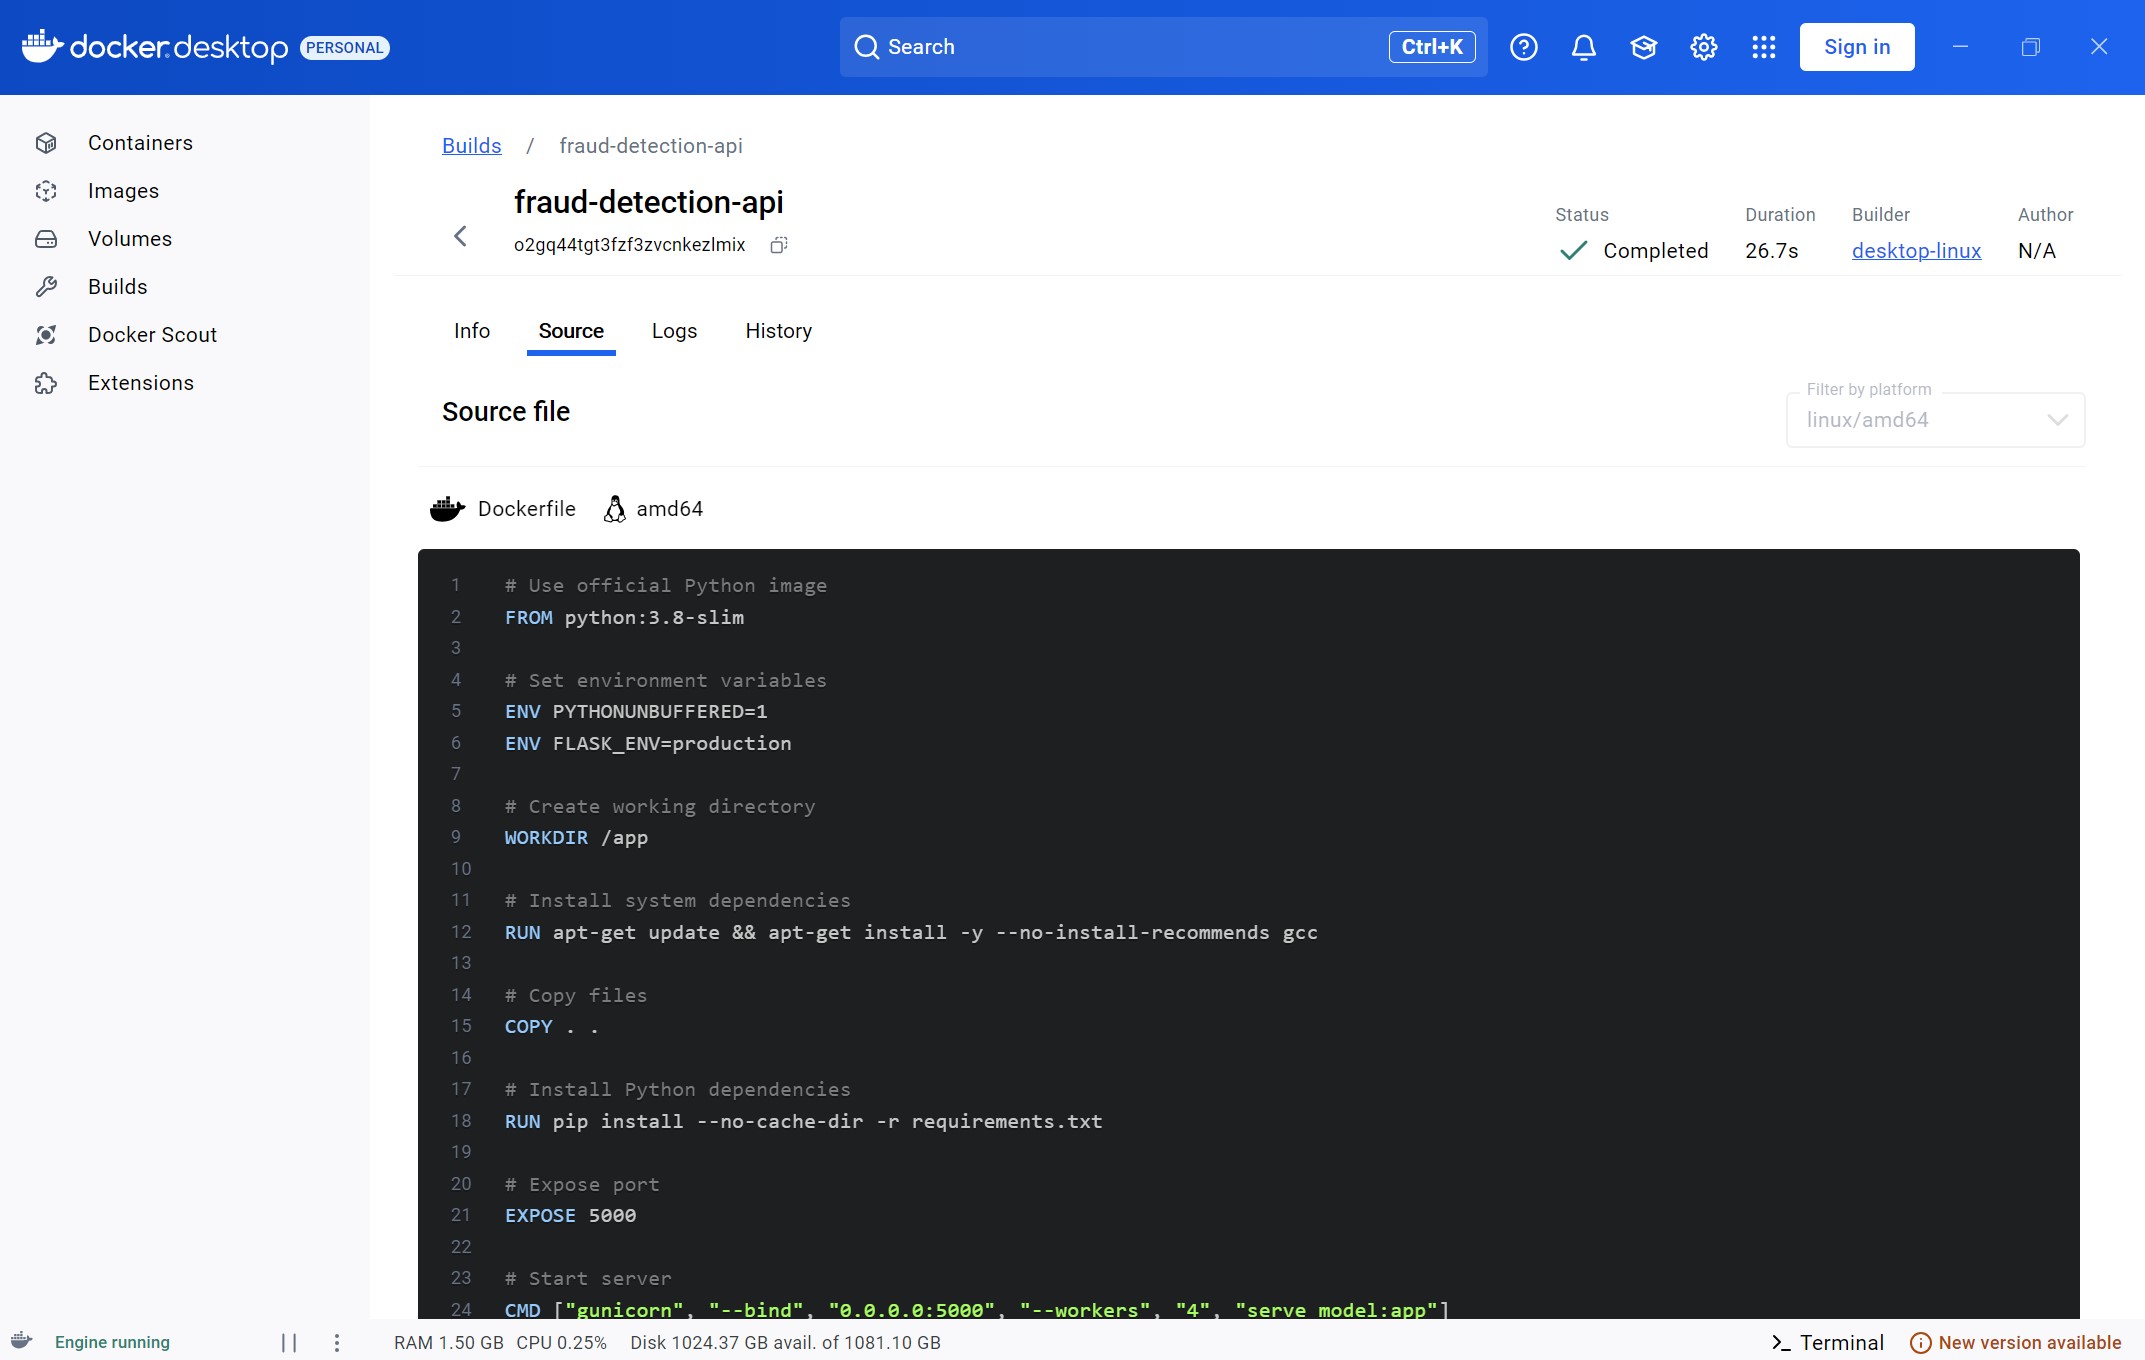 docker.desktop PERSONAL
Search Ctrl+K
Sign in
Containers
Images
Volumes
Builds
Docker Scout
Extensions
Builds / fraud-detection-api
fraud-detection-api
o2gq44tgt3fzf3zvcnkezlmix
Status Duration Builder Author
Completed 26.7s desktop-linux N/A
Info Source Logs History
Source file
Filter by platform
linux/amd64
Dockerfile amd64
1 # Use official Python image
2 FROM python:3.8-slim
3
4 # Set environment variables
5 ENV PYTHONUNBUFFERED=1
6 ENV FLASK_ENV=production
7
8 # Create working directory
9 WORKDIR /app
10
11 # Install system dependencies
12 RUN apt-get update && apt-get install -y --no-install-recommends gcc
13
14 # Copy files
15 COPY . .
16
17 # Install Python dependencies
18 RUN pip install --no-cache-dir -r requirements.txt
19
20 # Expose port
21 EXPOSE 5000
22
23 # Start server
24 CMD ["gunicorn", "--bind", "0.0.0.0:5000", "--workers", "4", "serve_model:app"]
Engine running
RAM 1.50 GB CPU 0.25% Disk 1024.37 GB avail. of 1081.10 GB
Terminal
New version available